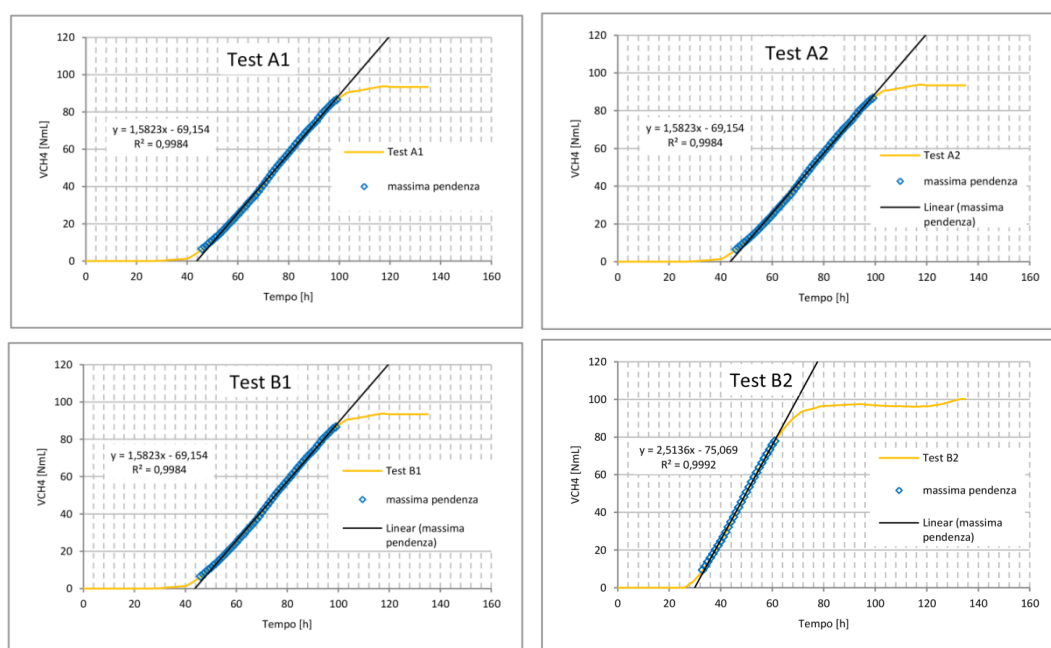 Test A1
120
100
80
60
40
20
0
VCH4 [NmL]
y = 1,5823x - 69,154
R² = 0,9984
Test A1
massima pendenza
0 20 40 60 80 100 120 140 160
Tempo [h]
Test A2
120
100
80
60
40
20
0
VCH4 [NmL]
y = 1,5823x - 69,154
R² = 0,9984
Test A2
massima pendenza
Linear (massima
pendenza)
0 20 40 60 80 100 120 140 160
Tempo [h]
Test B1
120
100
80
60
40
20
0
VCH4 [NmL]
y = 1,5823x - 69,154
R² = 0,9984
Test B1
massima pendenza
Linear (massima
pendenza)
0 20 40 60 80 100 120 140 160
Tempo [h]
Test B2
120
100
80
60
40
20
0
VCH4 [NmL]
y = 2,5136x - 75,069
R² = 0,9992
Test B2
massima pendenza
Linear (massima
pendenza)
0 20 40 60 80 100 120 140 160
Tempo [h]